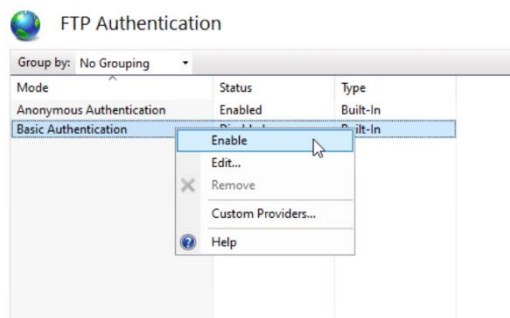 FTP Authentication
Group by: No Grouping
Mode Status Type
Anonymous Authentication Enabled Built-In
Basic Authentication
Enable
Edit...
Remove
Custom Providers...
Help